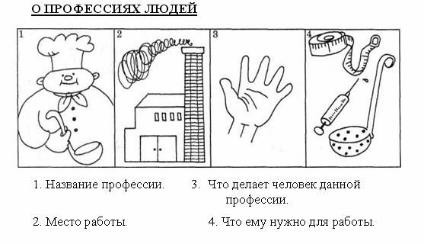 О ПРОФЕССИЯХ ЛЮДЕЙ
1 2 3 4
1. Название профессии. 3. Что делает человек данной
профессии.
2. Место работы. 4. Что ему нужно для работы.